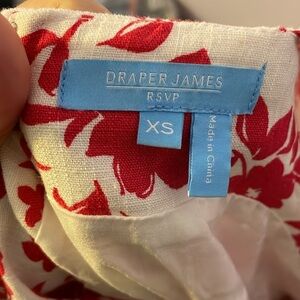 DRAPER JAMES
RSVP
XS
Made in China